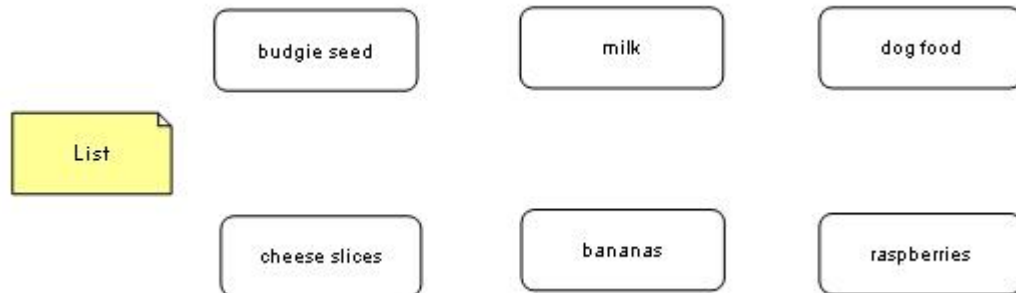 budgie seed
milk
dog food
List
cheese slices
bananas
raspberries